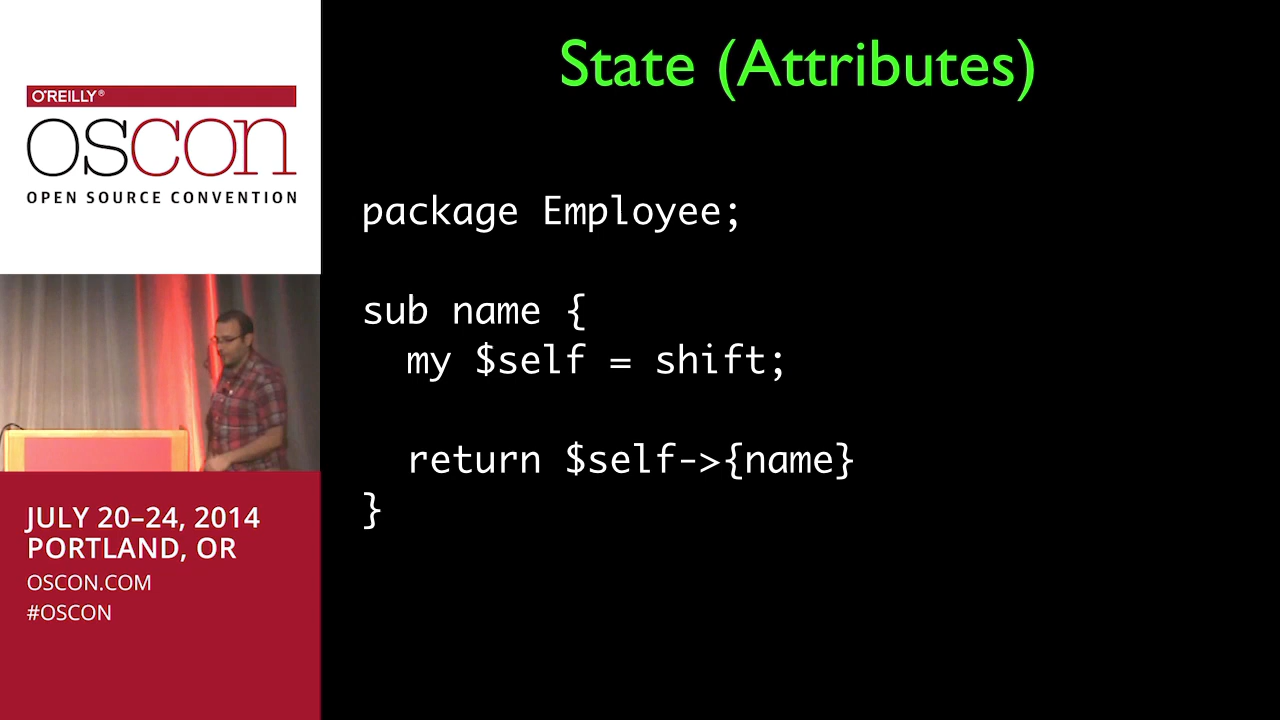 O'REILLY®
OSCON
OPEN SOURCE CONVENTION
JULY 20–24, 2014
PORTLAND, OR
OSCON.COM
#OSCON
State (Attributes)
package Employee;
sub name {
my $self = shift;
return $self->{name}
}